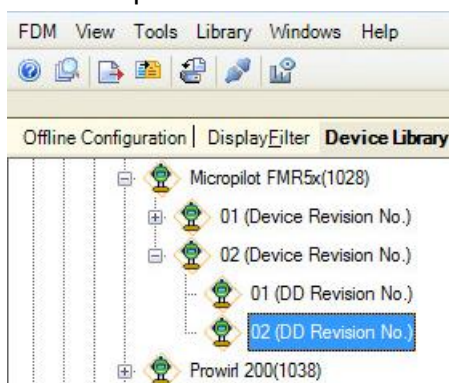 FDM View Tools Library Windows Help
Offline Configuration | DisplayFilter Device Library
Micropilot FMR5x(1028)
01 (Device Revision No.)
02 (Device Revision No.)
01 (DD Revision No.)
02 (DD Revision No.)
Prowirl 200(1038)